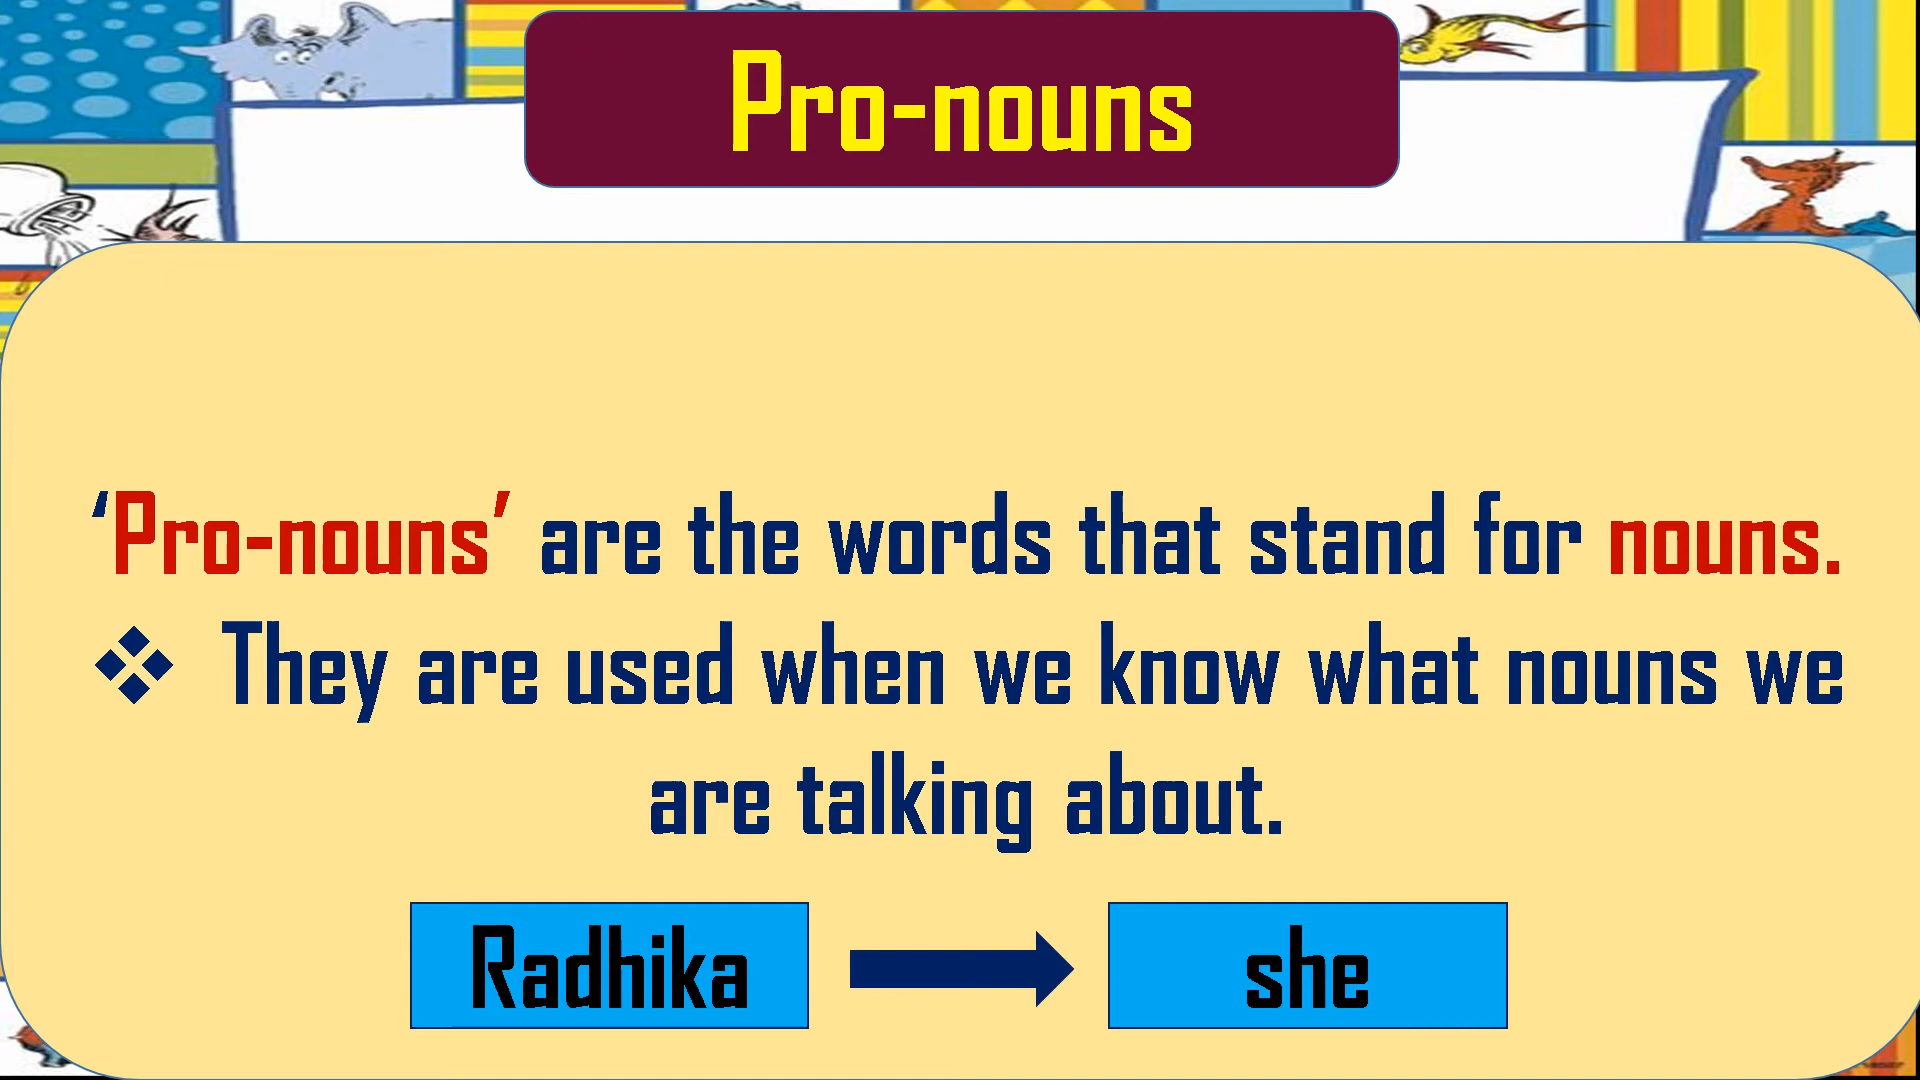 Pro-nouns
‘Pro-nouns’ are the words that stand for nouns.
❖ They are used when we know what nouns we
are talking about.
Radhika
she